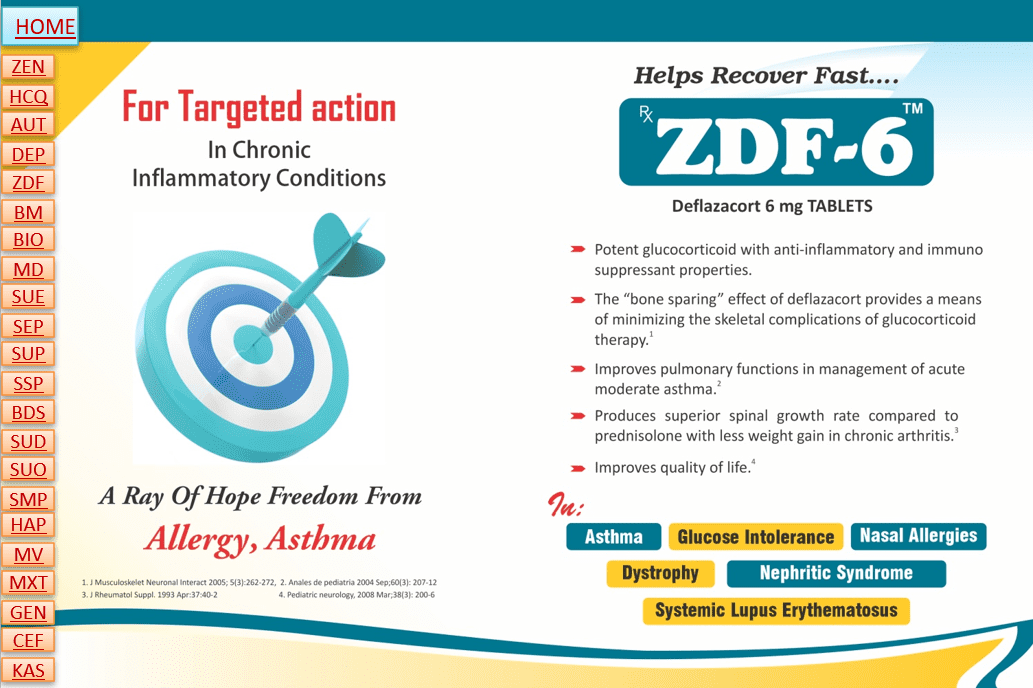 HOME
ZEN
HCQ
AUT
DEP
ZDF
BM
BIO
MD
SUE
SEP
SUP
SSP
BDS
SUD
SUO
SMP
HAP
MV
MXT
GEN
CEF
KAS
For Targeted action
In Chronic
Inflammatory Conditions
A Ray Of Hope Freedom From
Allergy, Asthma
1. J Musculoskelet Neuronal Interact 2005; 5(3):262-272, 2. Anales de pediatria 2004 Sep;60(3): 207-12
3. J Rheumatol Suppl. 1993 Apr:37:40-2 4. Pediatric neurology, 2008 Mar;38(3): 200-6
Helps Recover Fast....
Rx ZDF-6 TM
Deflazacort 6 mg TABLETS
Potent glucocorticoid with anti-inflammatory and immuno
suppressant properties.
The “bone sparing” effect of deflazacort provides a means
of minimizing the skeletal complications of glucocorticoid
therapy.1
Improves pulmonary functions in management of acute
moderate asthma.2
Produces superior spinal growth rate compared to
prednisolone with less weight gain in chronic arthritis.3
Improves quality of life.4
In:
Asthma Glucose Intolerance Nasal Allergies
Dystrophy Nephritic Syndrome
Systemic Lupus Erythematosus